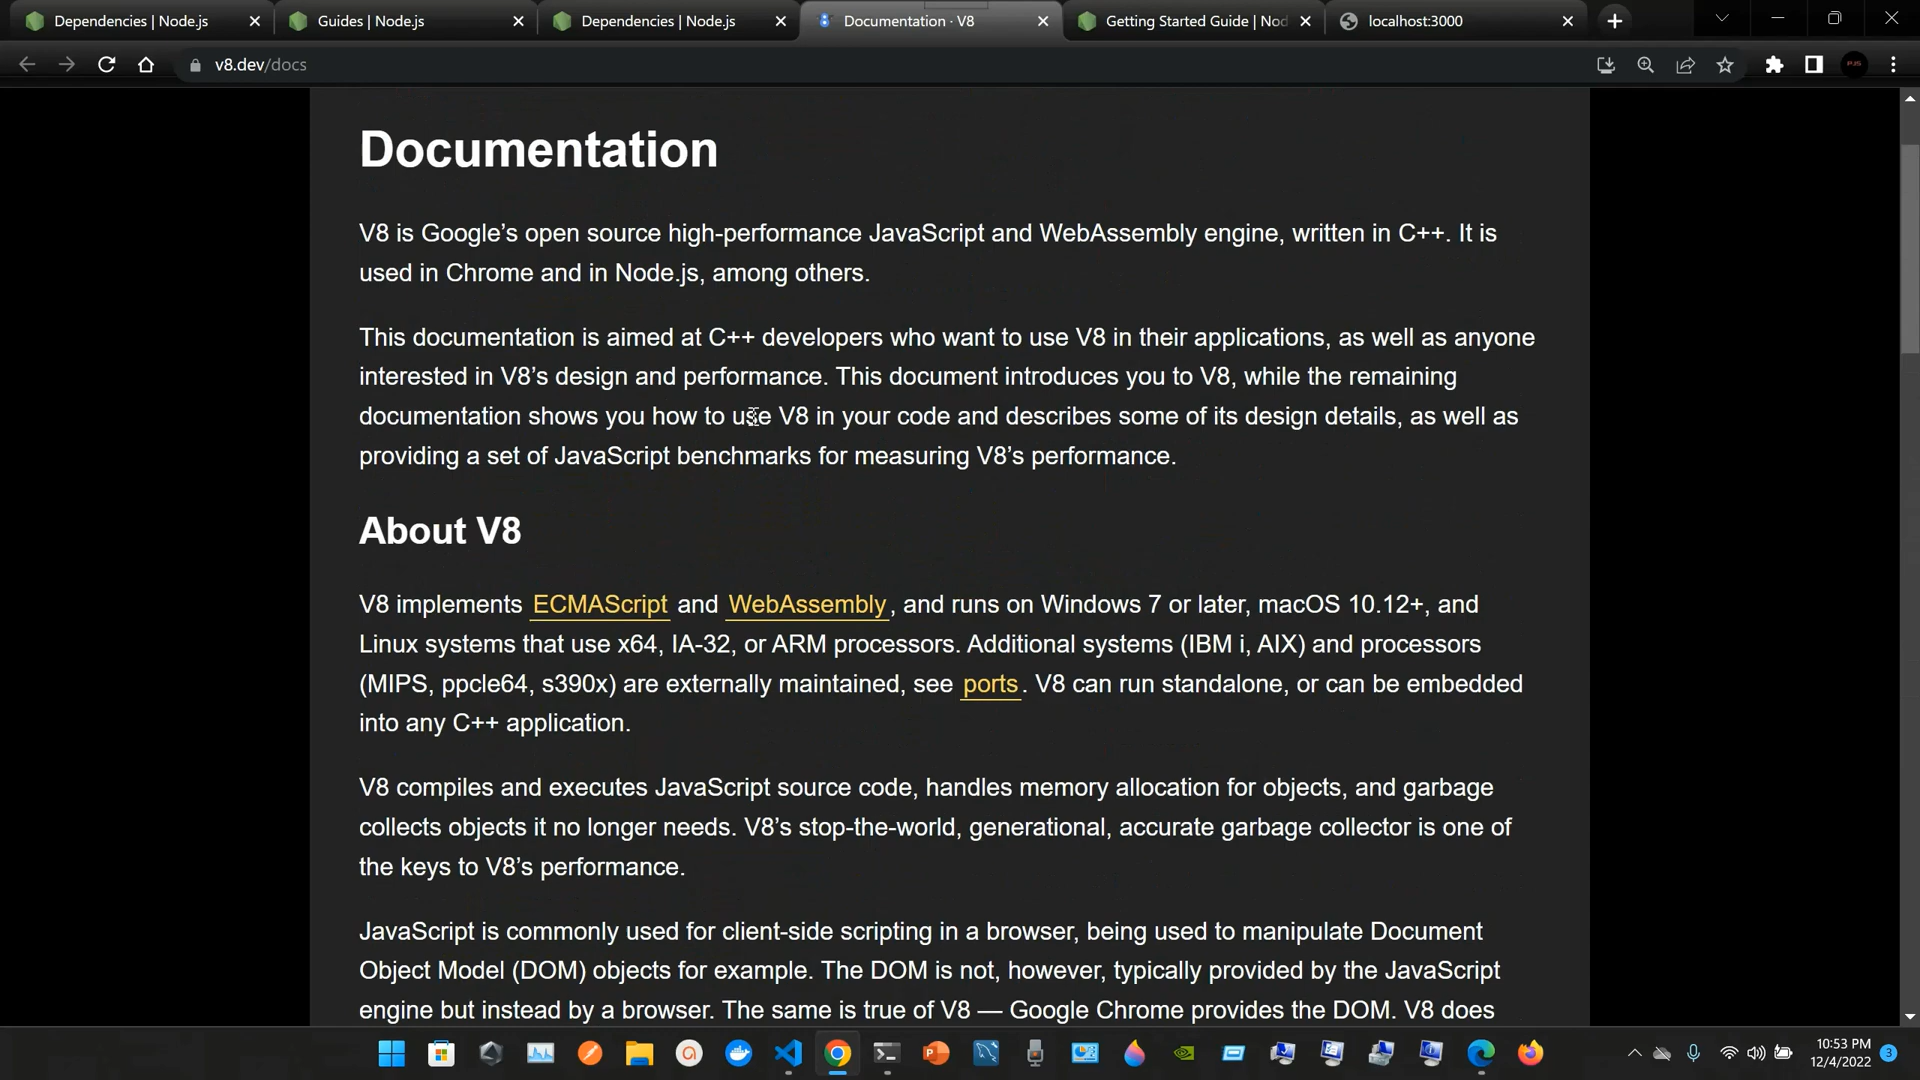 Dependencies | Node.js
Guides | Node.js
Dependencies | Node.js
Documentation · V8
Getting Started Guide | Nod
localhost:3000
v8.dev/docs
PJS
Documentation
V8 is Google’s open source high-performance JavaScript and WebAssembly engine, written in C++. It is
used in Chrome and in Node.js, among others.
This documentation is aimed at C++ developers who want to use V8 in their applications, as well as anyone
interested in V8’s design and performance. This document introduces you to V8, while the remaining
documentation shows you how to use V8 in your code and describes some of its design details, as well as
providing a set of JavaScript benchmarks for measuring V8’s performance.
About V8
V8 implements ECMAScript and WebAssembly, and runs on Windows 7 or later, macOS 10.12+, and
Linux systems that use x64, IA-32, or ARM processors. Additional systems (IBM i, AIX) and processors
(MIPS, ppcle64, s390x) are externally maintained, see ports. V8 can run standalone, or can be embedded
into any C++ application.
V8 compiles and executes JavaScript source code, handles memory allocation for objects, and garbage
collects objects it no longer needs. V8’s stop-the-world, generational, accurate garbage collector is one of
the keys to V8’s performance.
JavaScript is commonly used for client-side scripting in a browser, being used to manipulate Document
Object Model (DOM) objects for example. The DOM is not, however, typically provided by the JavaScript
engine but instead by a browser. The same is true of V8 — Google Chrome provides the DOM. V8 does
10:53 PM
12/4/2022
3